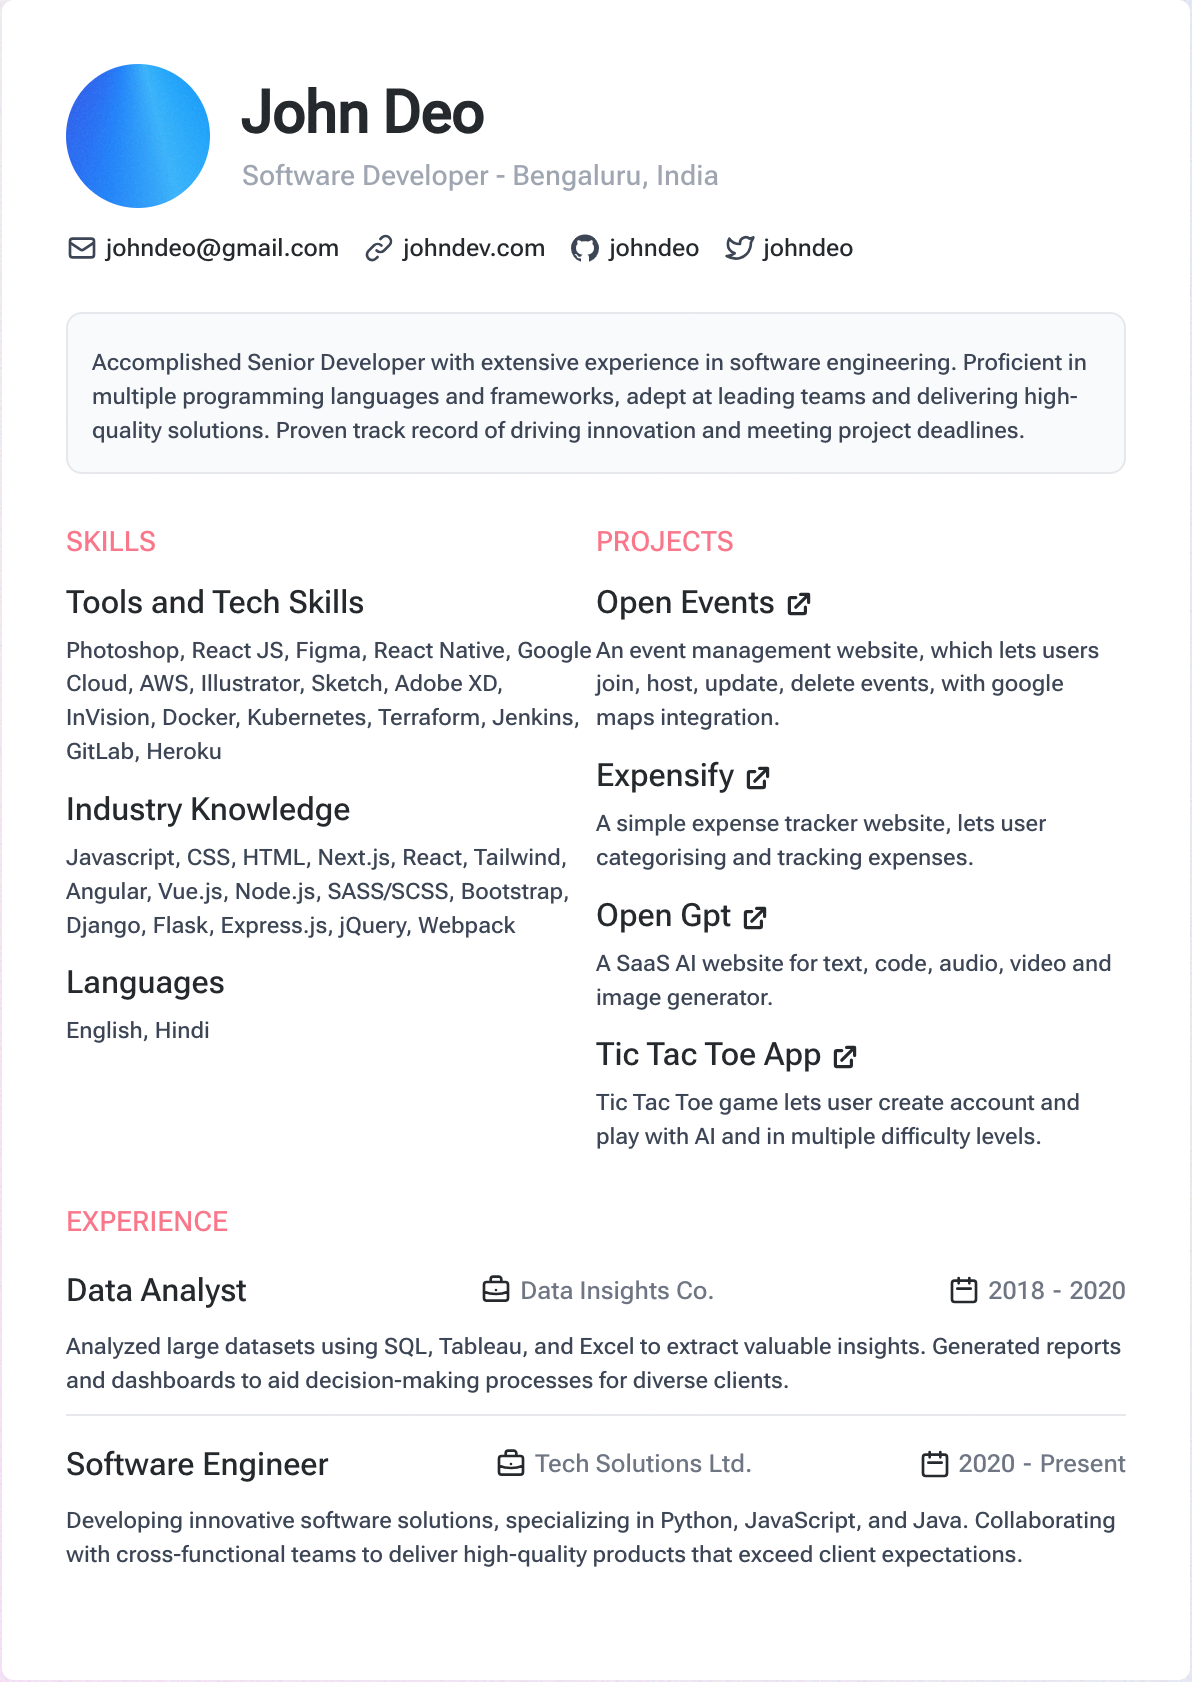 John Deo
Software Developer - Bengaluru, India
johndeo@gmail.com johndev.com johndeo johndeo
Accomplished Senior Developer with extensive experience in software engineering. Proficient in
multiple programming languages and frameworks, adept at leading teams and delivering high-
quality solutions. Proven track record of driving innovation and meeting project deadlines.
SKILLS
Tools and Tech Skills
Photoshop, React JS, Figma, React Native, Google
Cloud, AWS, Illustrator, Sketch, Adobe XD,
InVision, Docker, Kubernetes, Terraform, Jenkins,
GitLab, Heroku
Industry Knowledge
Javascript, CSS, HTML, Next.js, React, Tailwind,
Angular, Vue.js, Node.js, SASS/SCSS, Bootstrap,
Django, Flask, Express.js, jQuery, Webpack
Languages
English, Hindi
PROJECTS
Open Events
An event management website, which lets users
join, host, update, delete events, with google
maps integration.
Expensify
A simple expense tracker website, lets user
categorising and tracking expenses.
Open Gpt
A SaaS AI website for text, code, audio, video and
image generator.
Tic Tac Toe App
Tic Tac Toe game lets user create account and
play with AI and in multiple difficulty levels.
EXPERIENCE
Data Analyst Data Insights Co. 2018 - 2020
Analyzed large datasets using SQL, Tableau, and Excel to extract valuable insights. Generated reports
and dashboards to aid decision-making processes for diverse clients.
Software Engineer Tech Solutions Ltd. 2020 - Present
Developing innovative software solutions, specializing in Python, JavaScript, and Java. Collaborating
with cross-functional teams to deliver high-quality products that exceed client expectations.